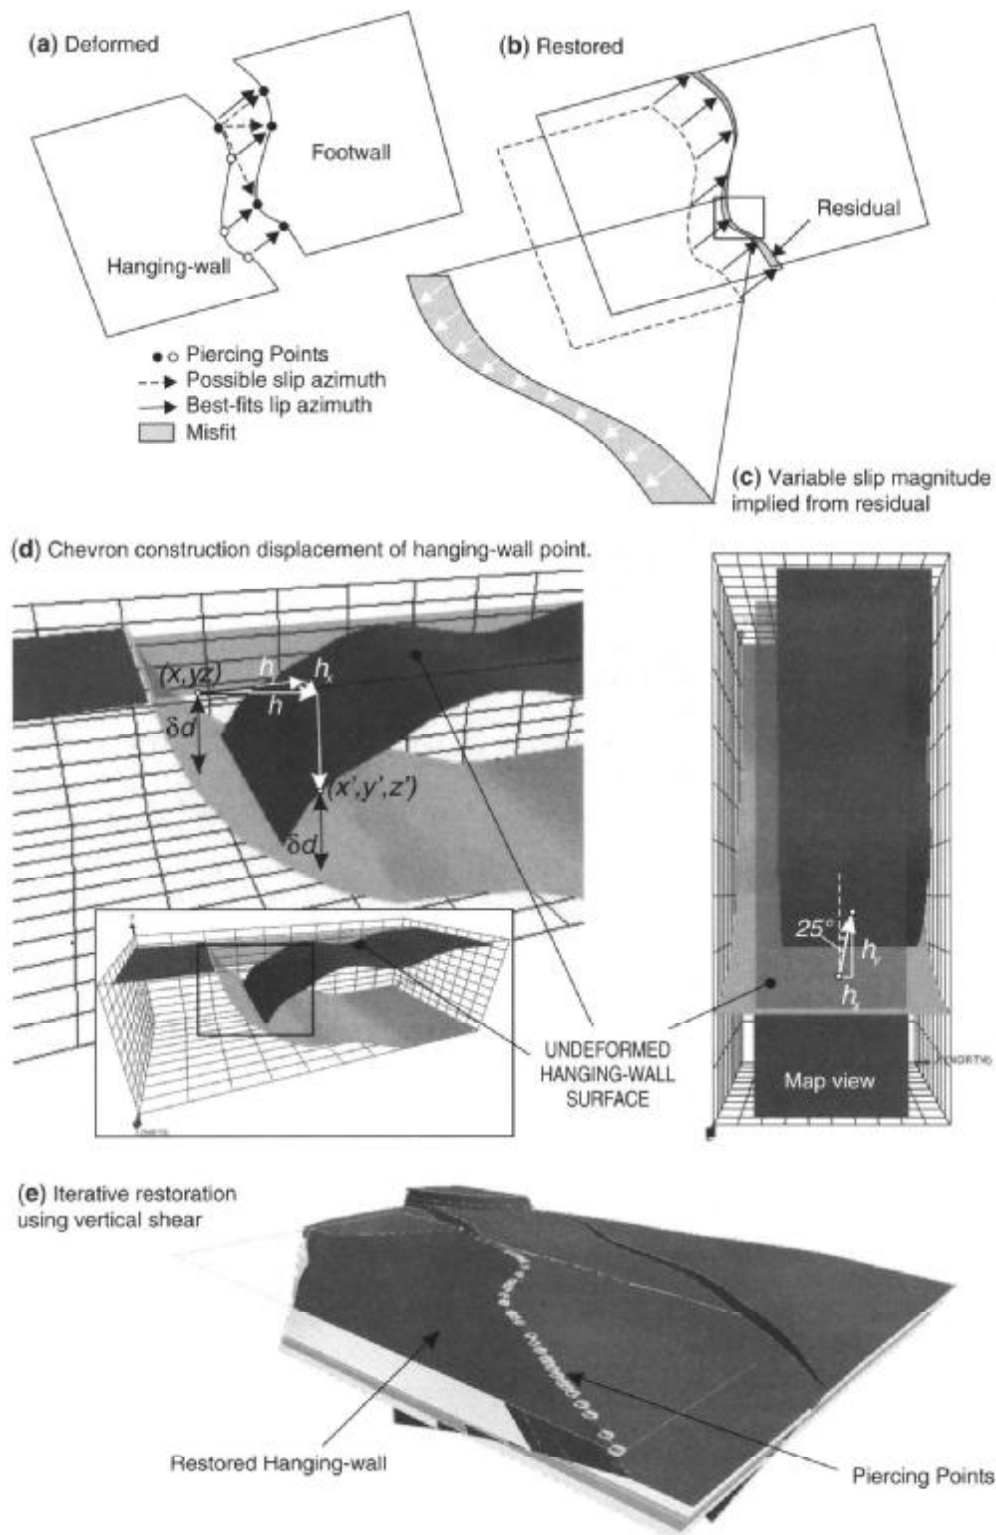 (a) Deformed
(b) Restored
Footwall
Hanging-wall
Residual
Piercing Points
Possible slip azimuth
Best-fits lip azimuth
Misfit
(c) Variable slip magnitude
implied from residual
(d) Chevron construction displacement of hanging-wall point.
(x,yz)
h
hx
h
δd
(x',y',z')
δd
25°
hy
UNDEFORMED
HANGING-WALL
SURFACE
Map view
(e) Iterative restoration
using vertical shear
Restored Hanging-wall
Piercing Points